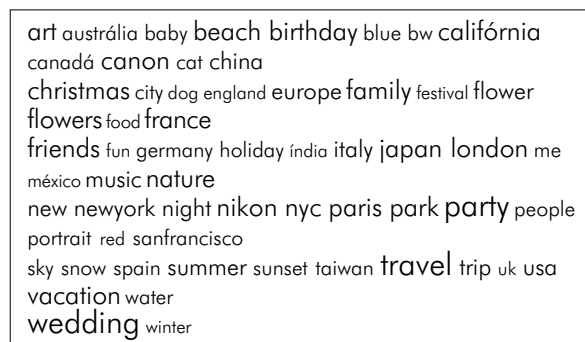 art austrália baby beach birthday blue bw califórnia
canadá canon cat china
christmas city dog england europe family festival flower
flowers food france
friends fun germany holiday índia italy japan london me
méxico music nature
new newyork night nikon nyc paris park party people
portrait red sanfrancisco
sky snow spain summer sunset taiwan travel trip uk usa
vacation water
wedding winter